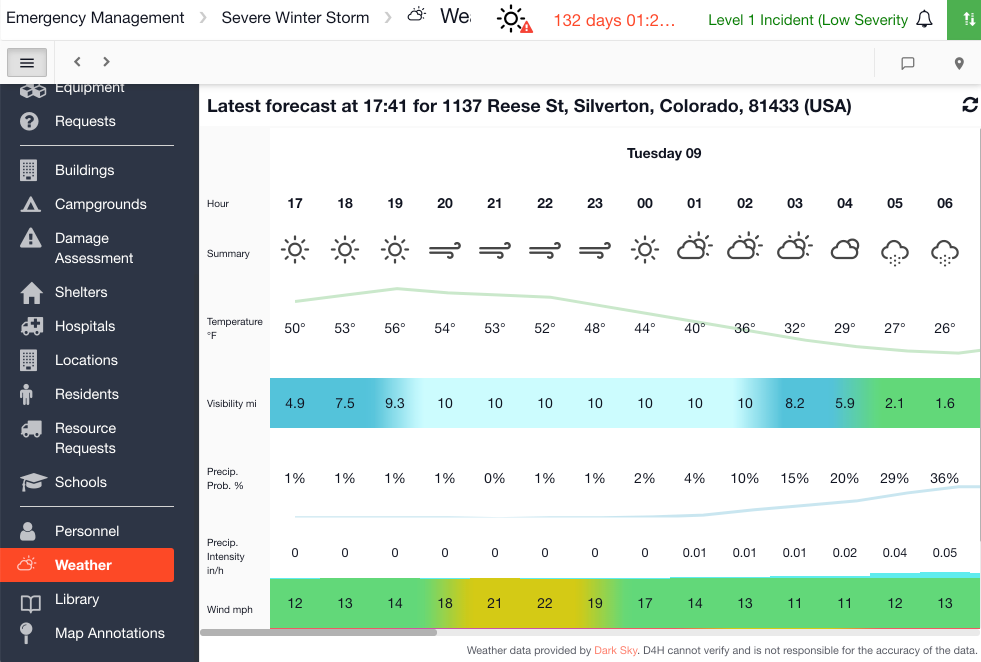 Emergency Management > Severe Winter Storm > Wea
132 days 01:2...
Level 1 Incident (Low Severity
Equipment
Requests
Buildings
Campgrounds
Damage
Assessment
Shelters
Hospitals
Locations
Residents
Resource
Requests
Schools
Personnel
Weather
Library
Map Annotations
Latest forecast at 17:41 for 1137 Reese St, Silverton, Colorado, 81433 (USA)
Tuesday 09
Hour 17 18 19 20 21 22 23 00 01 02 03 04 05 06
Summary
Temperature
°F
50° 53° 56° 54° 53° 52° 48° 44° 40° 36° 32° 29° 27° 26°
Visibility mi 4.9 7.5 9.3 10 10 10 10 10 10 10 8.2 5.9 2.1 1.6
Precip.
Prob. %
1% 1% 1% 1% 0% 1% 1% 2% 4% 10% 15% 20% 29% 36%
Precip.
Intensity
in/h
0 0 0 0 0 0 0 0 0.01 0.01 0.01 0.02 0.04 0.05
Wind mph 12 13 14 18 21 22 19 17 14 13 11 11 12 13
Weather data provided by Dark Sky. D4H cannot verify and is not responsible for the accuracy of the data.